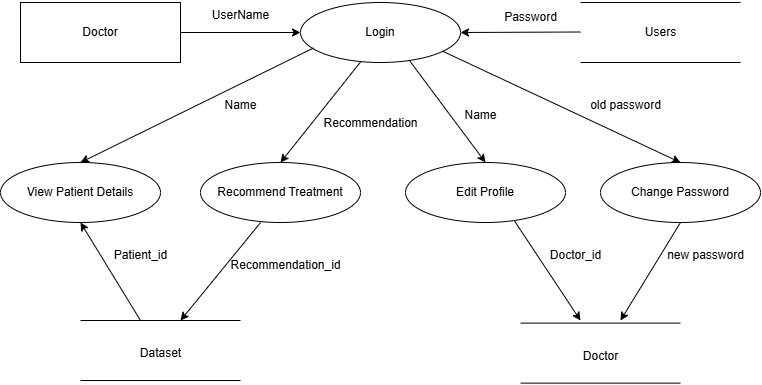 UserName
Password
Doctor
Login
Users
Name
Recommendation
Name
old password
View Patient Details
Recommend Treatment
Edit Profile
Change Password
Patient_id
Recommendation_id
Doctor_id
new password
Dataset
Doctor